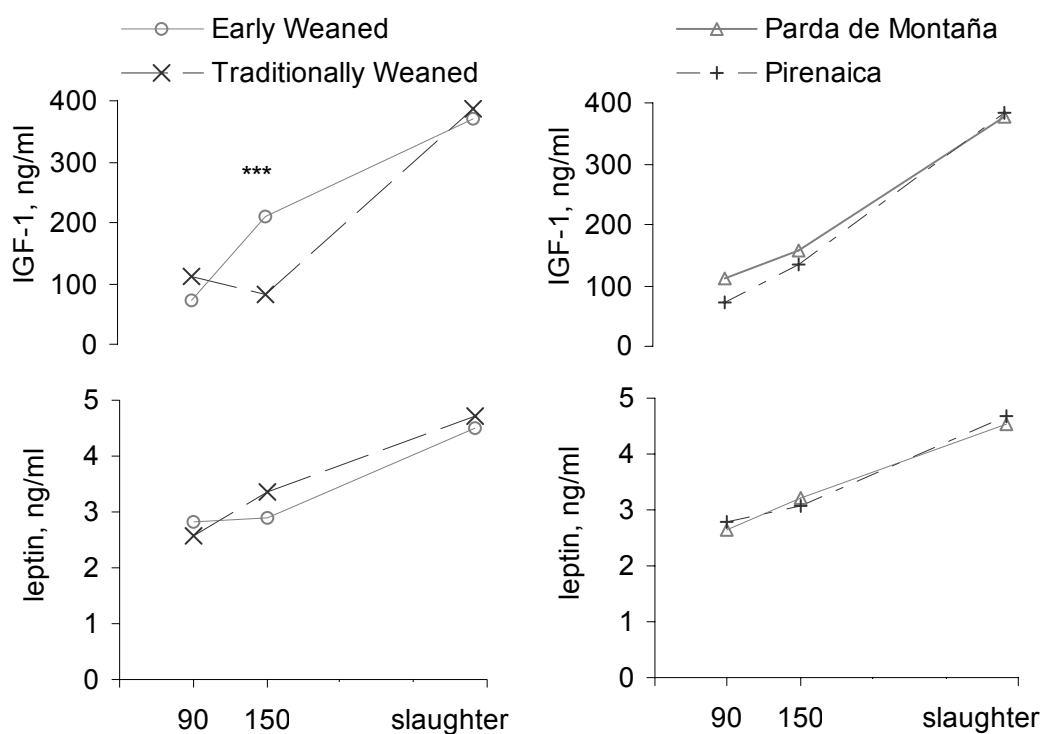 Early Weaned
Traditionally Weaned
400
300
200
100
0
IGF-1, ng/ml
***
Parda de Montaña
Pirenaica
400
300
200
100
0
IGF-1, ng/ml
5
4
3
2
1
0
leptin, ng/ml
90 150 slaughter
5
4
3
2
1
0
leptin, ng/ml
90 150 slaughter